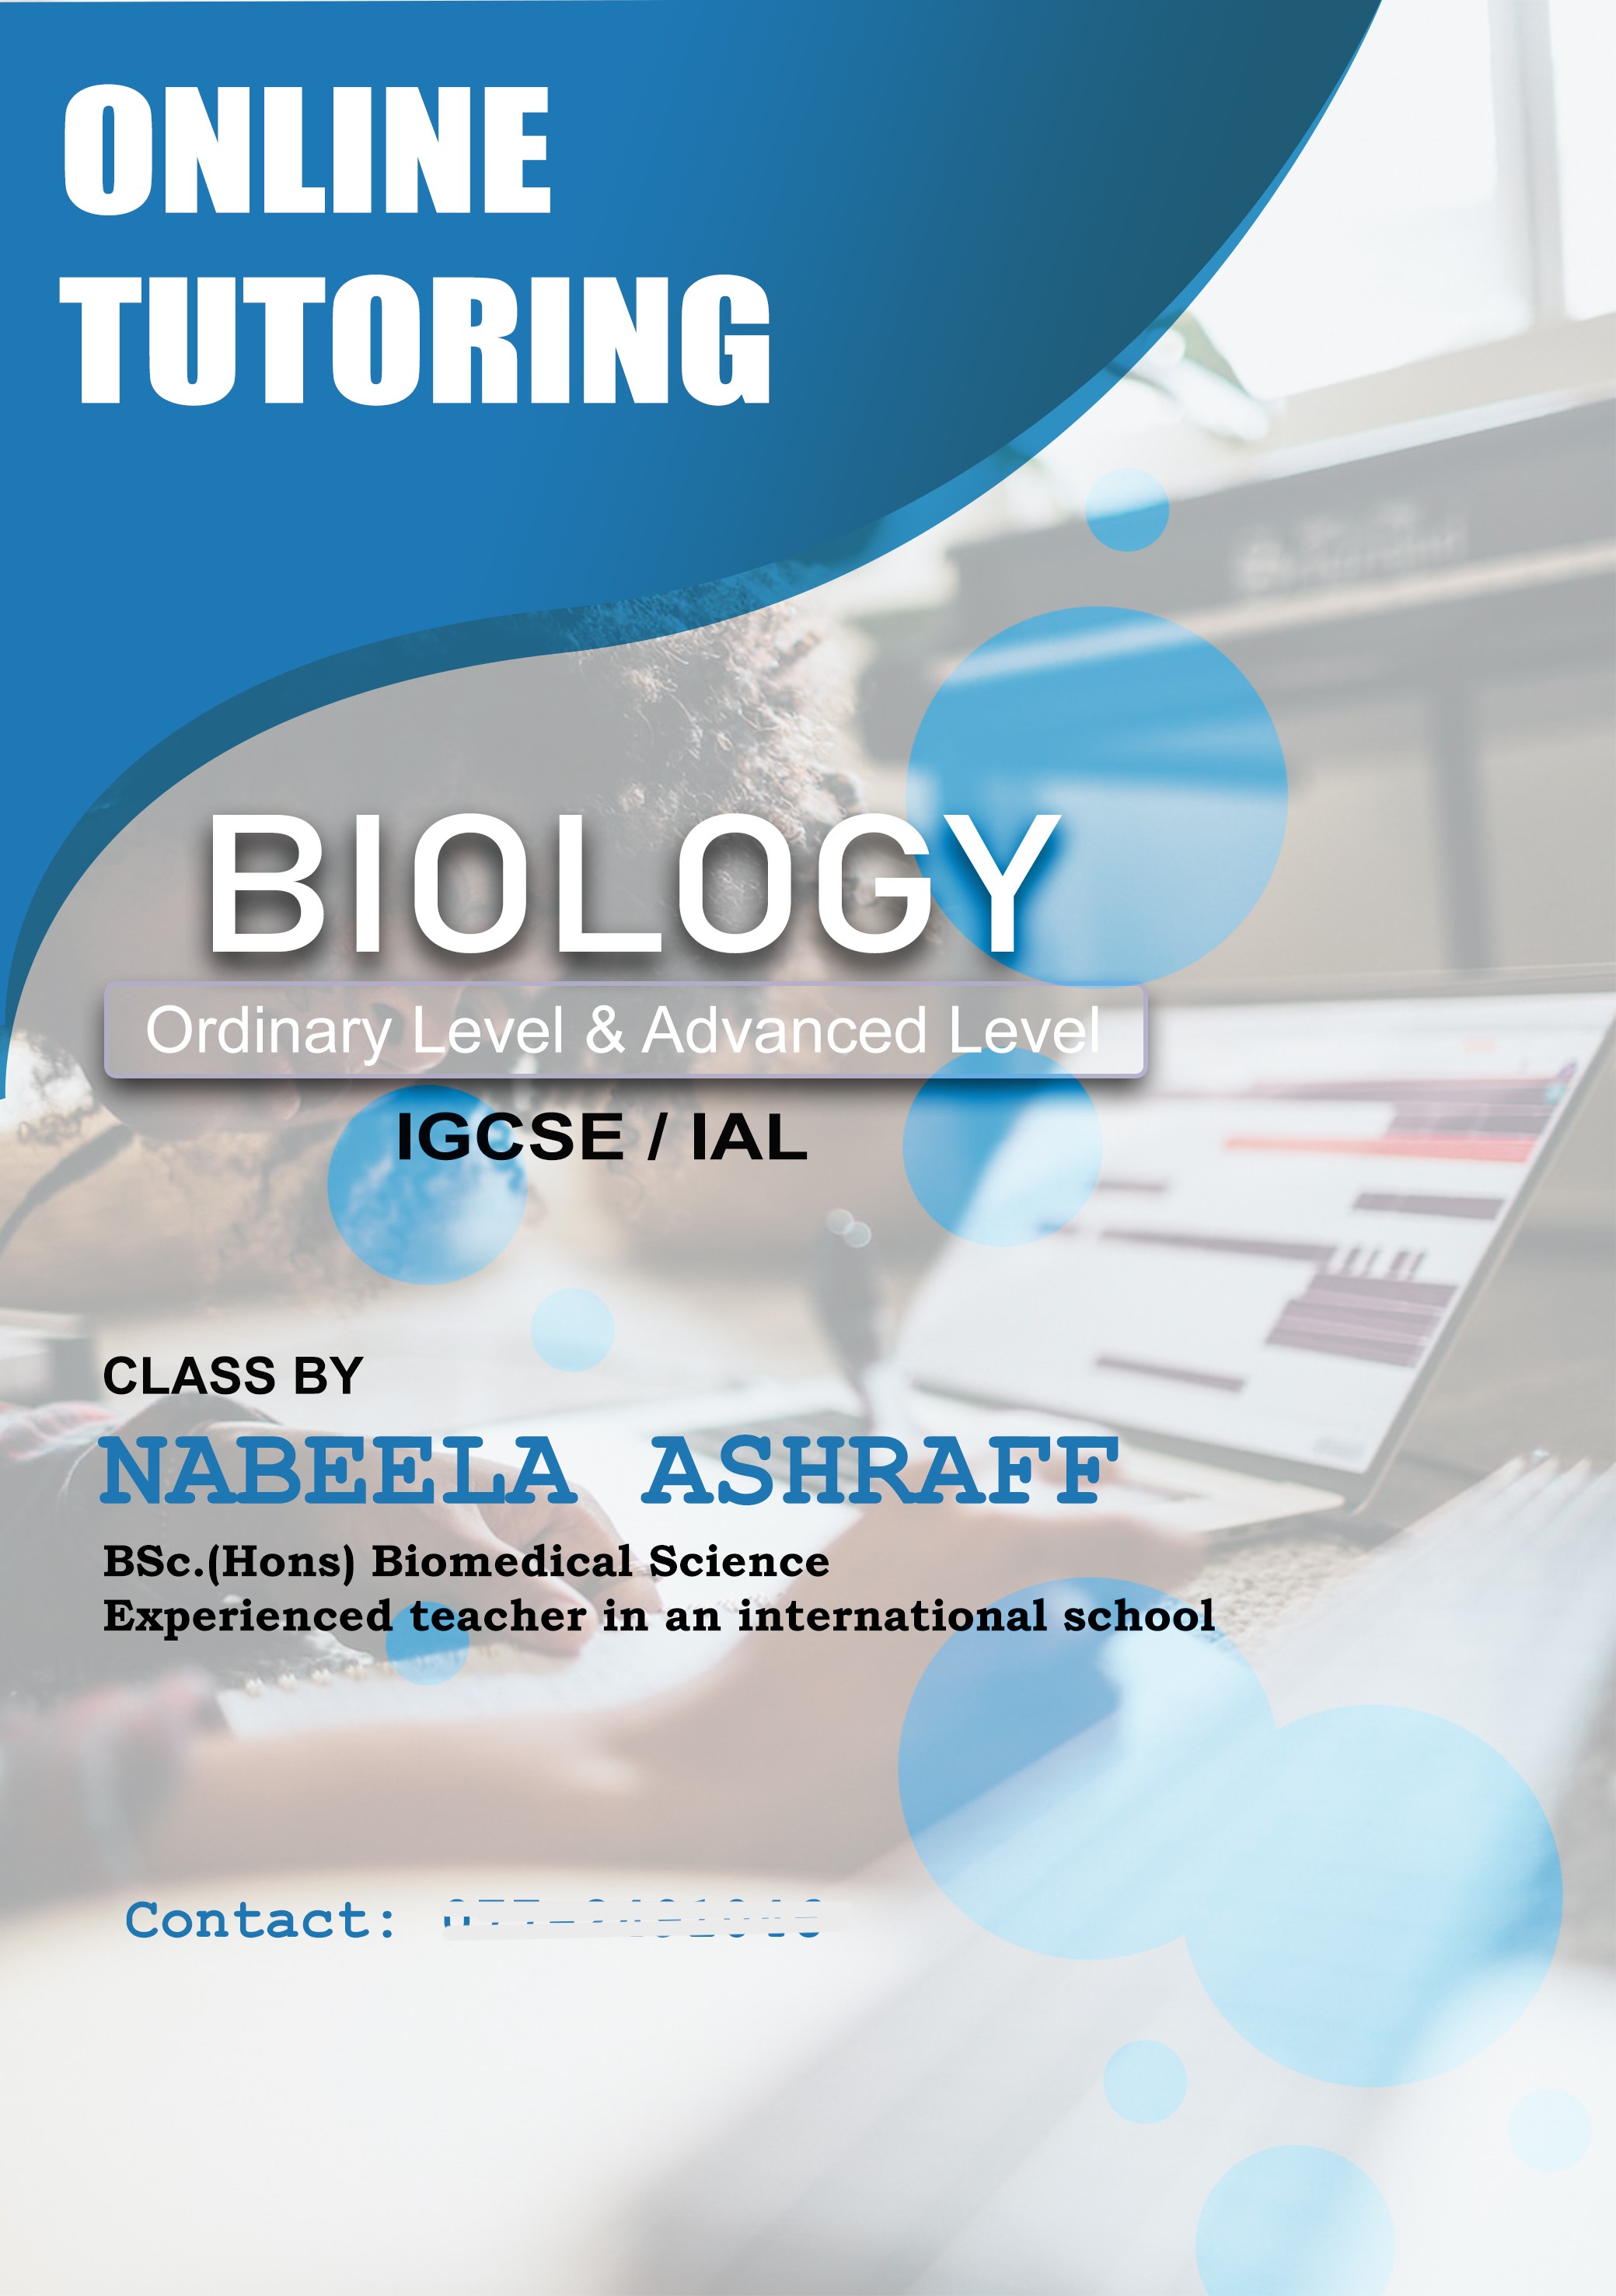 ONLINE
TUTORING
BIOLOGY
Ordinary Level & Advanced Level
IGCSE / IAL
CLASS BY
NABEELA ASHRAFF
BSc.(Hons) Biomedical Science
Experienced teacher in an international school
Contact: